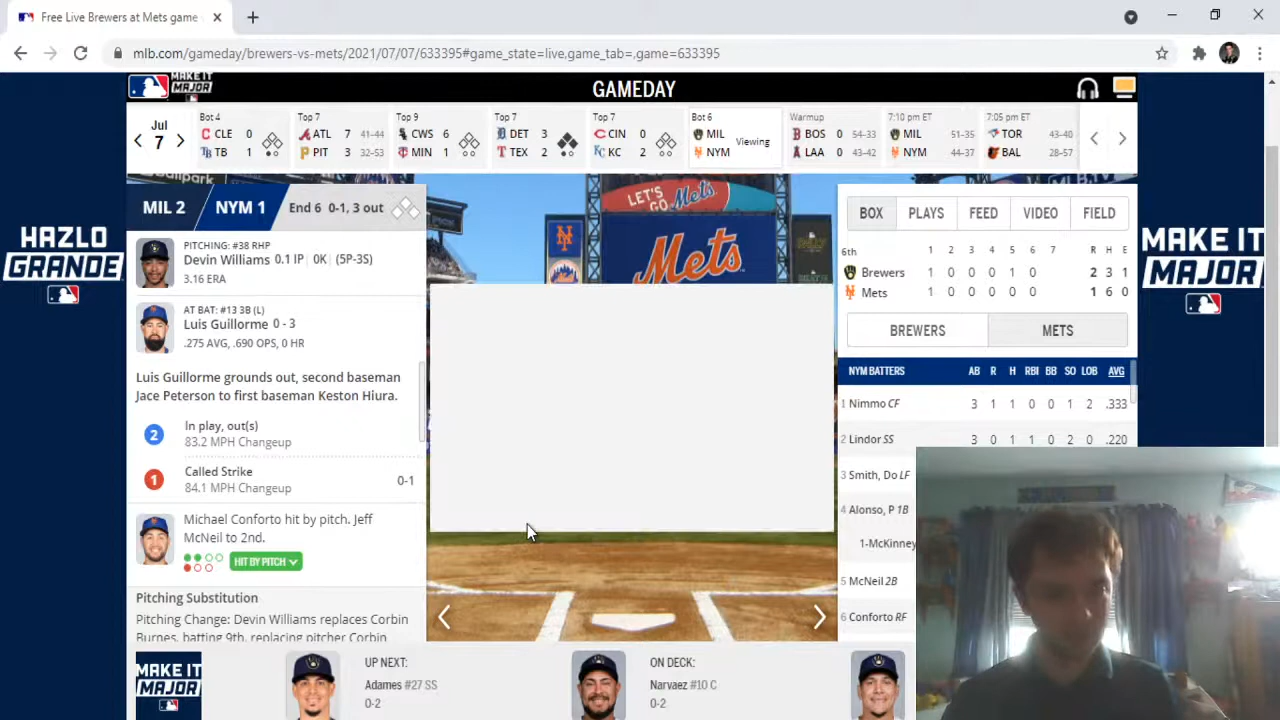 Free Live Brewers at Mets game
mlb.com/gameday/brewers-vs-mets/2021/07/07/633395#game_state=live,game_tab=,game=633395
MAKE IT
MAJOR
GAMEDAY
Jul
7
Bot 4
CLE 0
TB 1
Top 7
ATL 7 41-44
PIT 3 32-53
Top 9
CWS 6
MIN 1
Top 7
DET 3
TEX 2
Top 7
CIN 0
KC 2
Bot 6
MIL
NYM
Viewing
Warmup
BOS 0 54-33
LAA 0 43-42
7:10 pm ET
MIL 51-35
NYM 44-37
7:05 pm ET
TOR 43-40
BAL 28-57
HAZLO
GRANDE
MIL 2
NYM 1
End 6 0-1, 3 out
PITCHING: #38 RHP
Devin Williams 0.1 IP 0K (5P-3S)
3.16 ERA
AT BAT: #13 3B (L)
Luis Guillorme 0 - 3
.275 AVG, .690 OPS, 0 HR
Luis Guillorme grounds out, second baseman
Jace Peterson to first baseman Keston Hiura.
2
In play, out(s)
83.2 MPH Changeup
1
Called Strike
84.1 MPH Changeup
0-1
Michael Conforto hit by pitch. Jeff
McNeil to 2nd.
HIT BY PITCH
Pitching Substitution
Pitching Change: Devin Williams replaces Corbin
Burnes, batting 9th, replacing pitcher Corbin
LET'S
GO Mets
Mets
BOX PLAYS FEED VIDEO FIELD
6th 1 2 3 4 5 6 7 R H E
Brewers 1 0 0 0 1 0 2 3 1
Mets 1 0 0 0 0 0 1 6 0
BREWERS METS
NYM BATTERS AB R H RBI BB SO LOB AVG
1 Nimmo CF 3 1 1 0 0 1 2 .333
2 Lindor SS 3 0 1 1 0 2 0 .220
3 Smith, Do LF
4 Alonso, P 1B
1-McKinney
5 McNeil 2B
6 Conforto RF
MAKE IT
MAJOR
MAKE IT
MAJOR
UP NEXT:
Adames #27 SS
0-2
ON DECK:
Narvaez #10 C
0-2